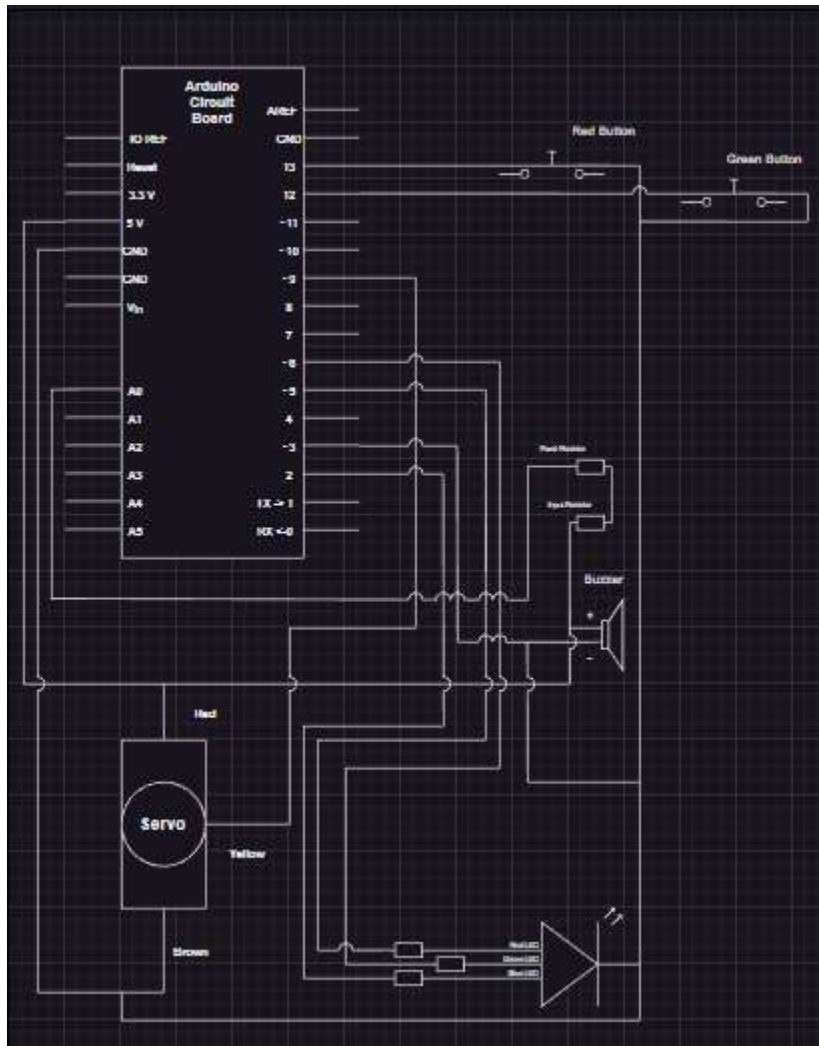 Arduino
Circuit
Board
AREF
IO REF
GND
Reset
13
3.3 V
12
5 V
~11
GND
~10
GND
~9
Vin
8
7
~6
A0
~5
A1
4
A2
~3
A3
2
A4
TX -> 1
A5
RX <-0
Red Button
Green Button
Input Resistor
Buzzer
+
-
Red
Servo
Yellow
Brown
Red LED
Green LED
Blue LED